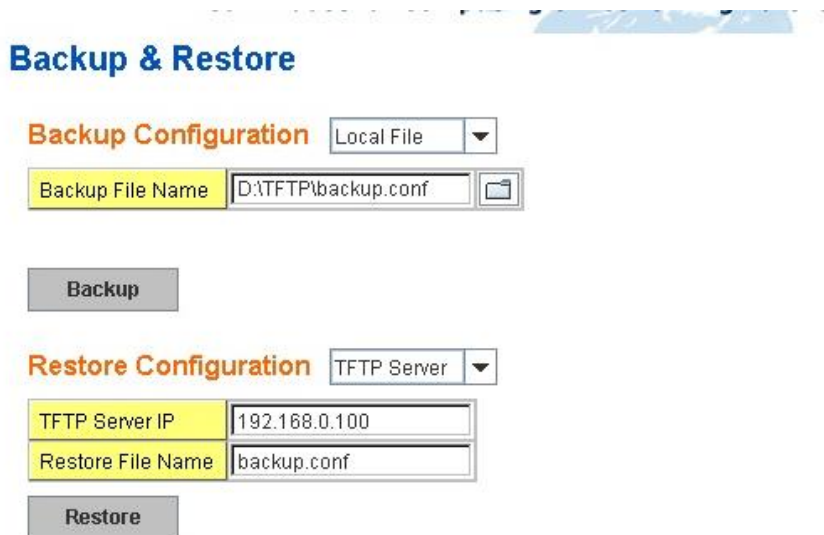 Backup & Restore
Backup Configuration Local File
Backup File Name D:\TFTP\backup.conf
Backup
Restore Configuration TFTP Server
TFTP Server IP 192.168.0.100
Restore File Name backup.conf
Restore